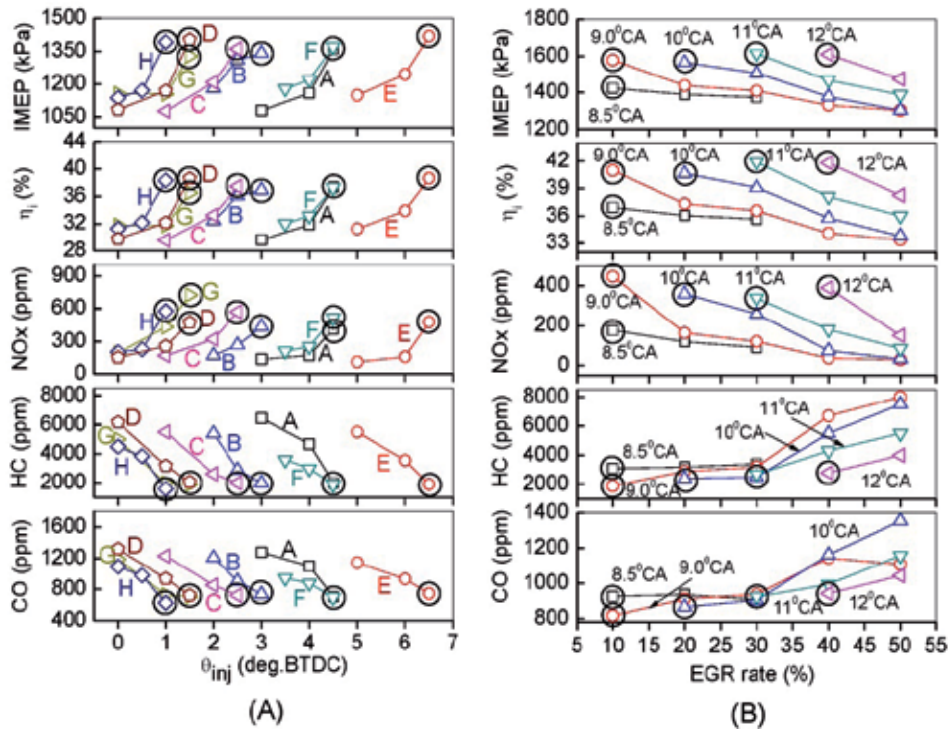 IMEP (kPa)
1500
1350
1200
1050
H
D
G
C
B
F
A
E
ηi (%)
44
40
36
32
28
H
D
G
C
B
F
A
E
NOx (ppm)
900
600
300
0
H
G
D
C
B
F
A
E
HC (ppm)
8000
6000
4000
2000
G
D
H
C
B
A
F
E
CO (ppm)
1600
1200
800
400
G
D
H
C
B
A
F
E
0 1 2 3 4 5 6 7
θinj (deg.BTDC)
(A)
IMEP (kPa)
1800
1600
1400
1200
9.0⁰CA
10⁰CA
11⁰CA
12⁰CA
8.5⁰CA
ηi (%)
42
39
36
33
9.0⁰CA
10⁰CA
11⁰CA
12⁰CA
8.5⁰CA
NOx (ppm)
400
200
0
10⁰CA
11⁰CA
12⁰CA
9.0⁰CA
8.5⁰CA
HC (ppm)
8000
6000
4000
2000
11⁰CA
10⁰CA
8.5⁰CA
9.0⁰CA
12⁰CA
CO (ppm)
1400
1200
1000
800
10⁰CA
8.5⁰CA
9.0⁰CA
11⁰CA
12⁰CA
5 10 15 20 25 30 35 40 45 50 55
EGR rate (%)
(B)